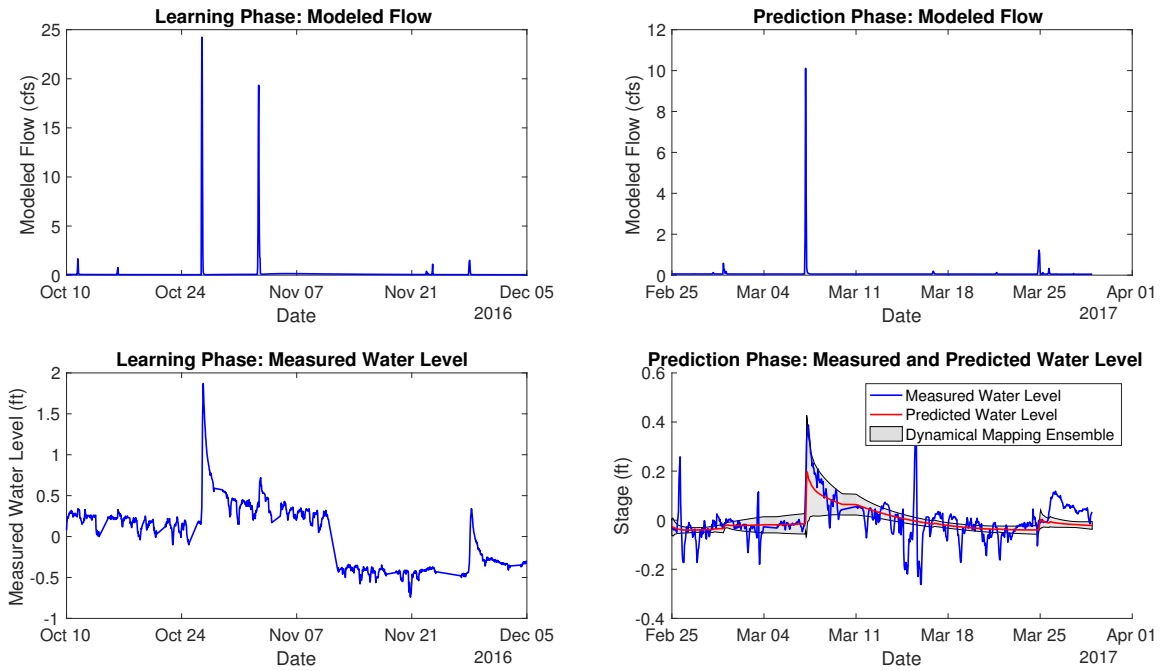 Learning Phase: Modeled Flow
Modeled Flow (cfs)
25
20
15
10
5
0
Oct 10
Oct 24
Nov 07
Nov 21
Dec 05
Date
2016
Prediction Phase: Modeled Flow
Modeled Flow (cfs)
12
10
8
6
4
2
0
Feb 25
Mar 04
Mar 11
Mar 18
Mar 25
Apr 01
Date
2017
Learning Phase: Measured Water Level
Measured Water Level (ft)
2
1.5
1
0.5
0
-0.5
-1
Oct 10
Oct 24
Nov 07
Nov 21
Dec 05
Date
2016
Prediction Phase: Measured and Predicted Water Level
Stage (ft)
0.6
0.4
0.2
0
-0.2
-0.4
Measured Water Level
Predicted Water Level
Dynamical Mapping Ensemble
Feb 25
Mar 04
Mar 11
Mar 18
Mar 25
Apr 01
Date
2017